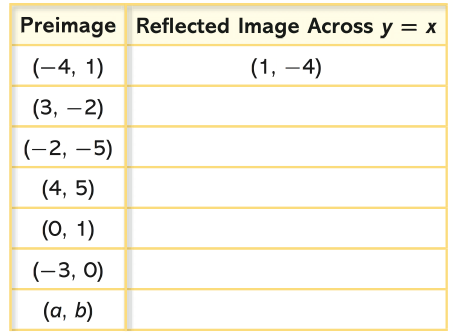 Preimage Reflected Image Across y = x
(−4, 1) (1, −4)
(3, −2)
(−2, −5)
(4, 5)
(0, 1)
(−3, 0)
(a, b)